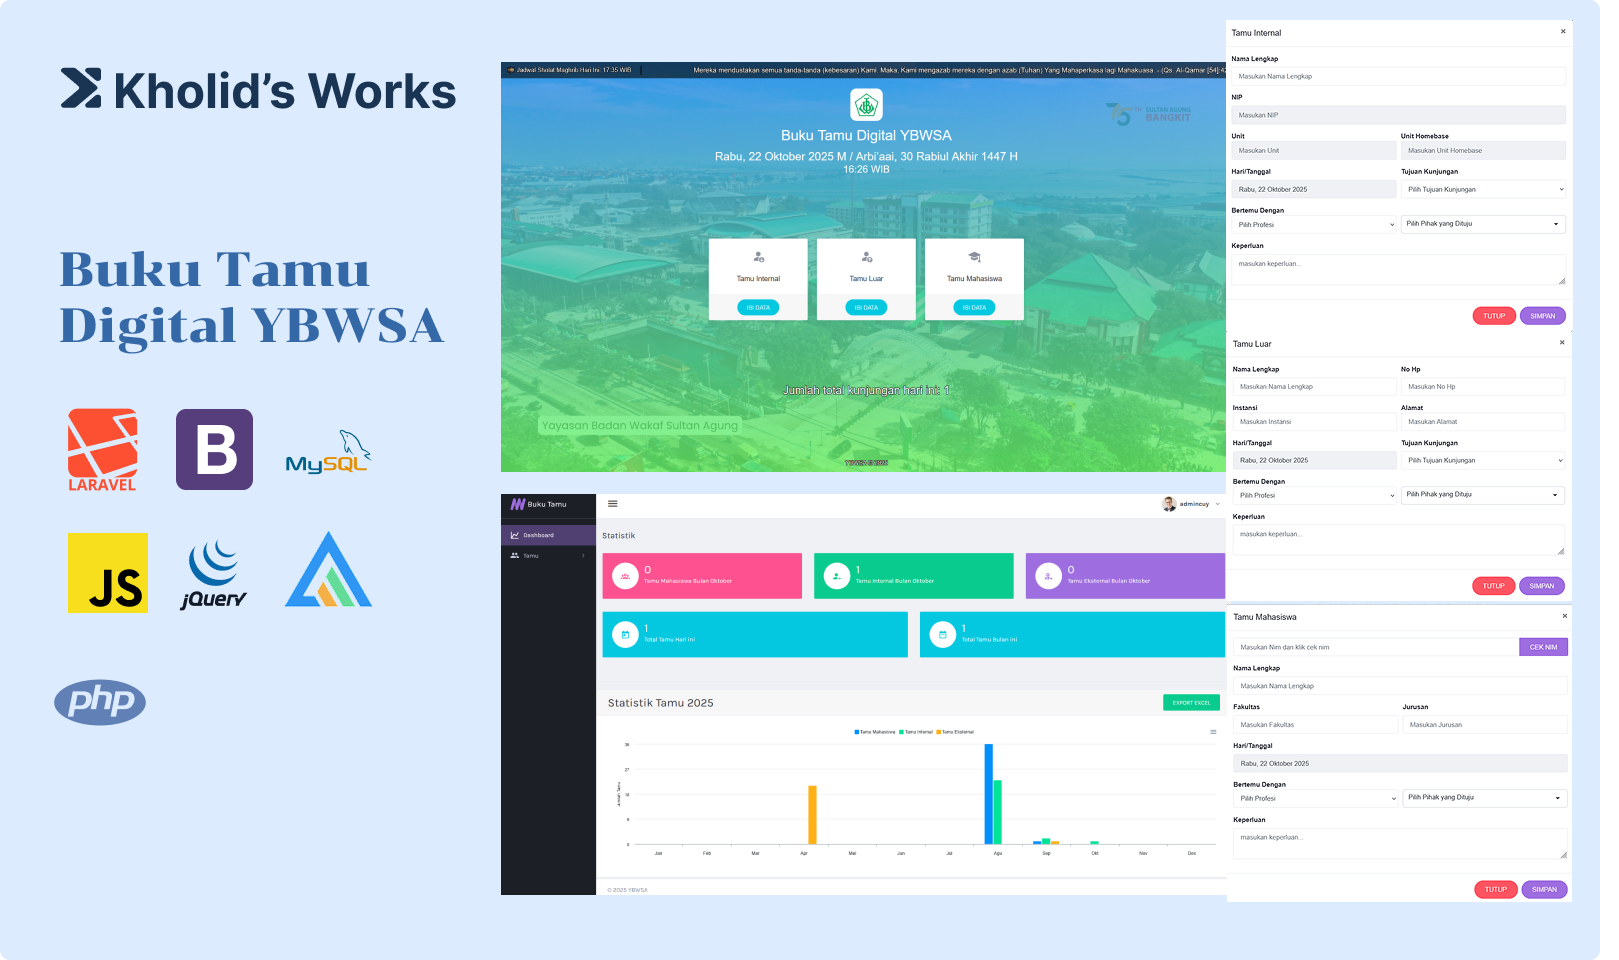 Kholid's Works
Buku Tamu
Digital YBWSA
LARAVEL
B
MySQL
JS
jQuery
php
Jadwal Sholat Maghrib Hari Ini: 17:35 WIB
Mereka mendustakan semua tanda-tanda (kebesaran) Kami. Maka, Kami mengazab mereka dengan azab (Tuhan) Yang Mahaperkasa lagi Mahakuasa. - (Qs. Al-Qamar [54]:42
SULTAN AGUNG
BANGKIT
Buku Tamu Digital YBWSA
Rabu, 22 Oktober 2025 M / Arbi'aai, 30 Rabiul Akhir 1447 H
16:26 WIB
Tamu Internal
ISI DATA
Tamu Luar
ISI DATA
Tamu Mahasiswa
ISI DATA
Jumlah total kunjungan hari ini: 1
Yayasan Badan Wakaf Sultan Agung
YBWSA © 2025
Buku Tamu
admincuy
Dashboard
Tamu
Statistik
0
Tamu Mahasiswa Bulan Oktober
1
Tamu Internal Bulan Oktober
0
Tamu Eksternal Bulan Oktober
1
Total Tamu Hari ini
1
Total Tamu Bulan ini
Statistik Tamu 2025
EXPORT EXCEL
Tamu Mahasiswa Tamu Internal Tamu Eksternal
Jumlah Tamu
36
27
18
9
0
Jan Feb Mar Apr Mei Jun Jul Agu Sep Okt Nov Des
© 2025 YBWSA
Tamu Internal ×
Nama Lengkap
Masukan Nama Lengkap
NIP
Masukan NIP
Unit Unit Homebase
Masukan Unit Masukan Unit Homebase
Hari/Tanggal Tujuan Kunjungan
Rabu, 22 Oktober 2025 Pilih Tujuan Kunjungan
Bertemu Dengan
Pilih Profesi Pilih Pihak yang Dituju
Keperluan
masukan keperluan...
TUTUP SIMPAN
Tamu Luar ×
Nama Lengkap No Hp
Masukan Nama Lengkap Masukan No Hp
Instansi Alamat
Masukan Instansi Masukan Alamat
Hari/Tanggal Tujuan Kunjungan
Rabu, 22 Oktober 2025 Pilih Tujuan Kunjungan
Bertemu Dengan
Pilih Profesi Pilih Pihak yang Dituju
Keperluan
masukan keperluan...
TUTUP SIMPAN
Tamu Mahasiswa ×
Masukan Nim dan klik cek nim CEK NIM
Nama Lengkap
Masukan Nama Lengkap
Fakultas Jurusan
Masukan Fakultas Masukan Jurusan
Hari/Tanggal
Rabu, 22 Oktober 2025
Bertemu Dengan
Pilih Profesi Pilih Pihak yang Dituju
Keperluan
masukan keperluan...
TUTUP SIMPAN